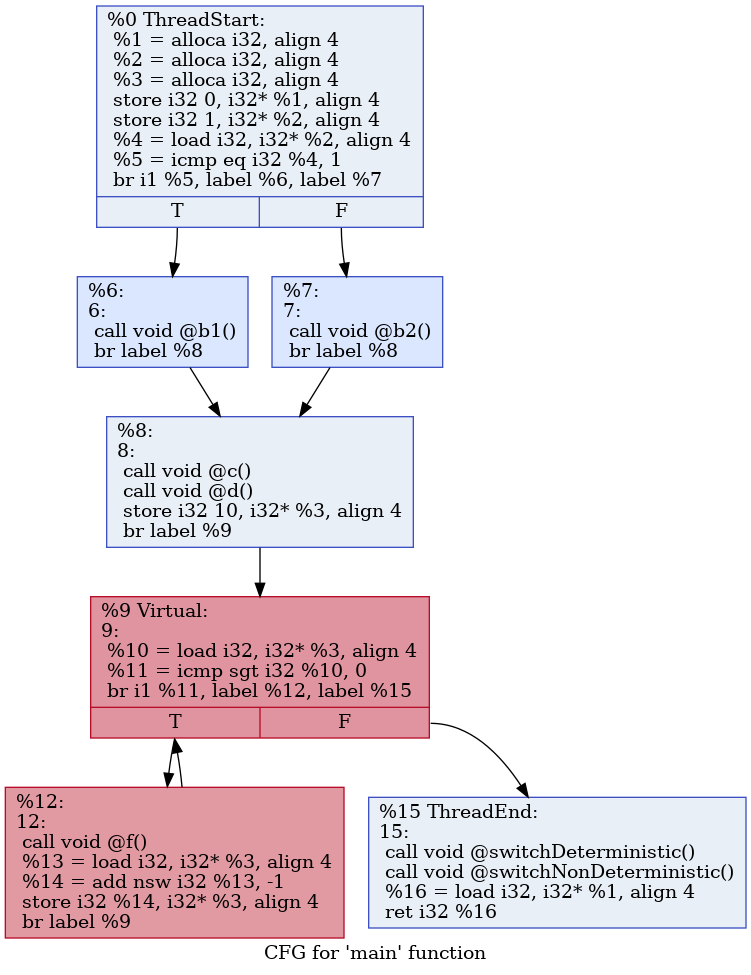 %0 ThreadStart:
%1 = alloca i32, align 4
%2 = alloca i32, align 4
%3 = alloca i32, align 4
store i32 0, i32* %1, align 4
store i32 1, i32* %2, align 4
%4 = load i32, i32* %2, align 4
%5 = icmp eq i32 %4, 1
br i1 %5, label %6, label %7
T
F
%6:
6:
call void @b1()
br label %8
%7:
7:
call void @b2()
br label %8
%8:
8:
call void @c()
call void @d()
store i32 10, i32* %3, align 4
br label %9
%9 Virtual:
9:
%10 = load i32, i32* %3, align 4
%11 = icmp sgt i32 %10, 0
br i1 %11, label %12, label %15
T
F
%12:
12:
call void @f()
%13 = load i32, i32* %3, align 4
%14 = add nsw i32 %13, -1
store i32 %14, i32* %3, align 4
br label %9
%15 ThreadEnd:
15:
call void @switchDeterministic()
call void @switchNonDeterministic()
%16 = load i32, i32* %1, align 4
ret i32 %16
CFG for 'main' function